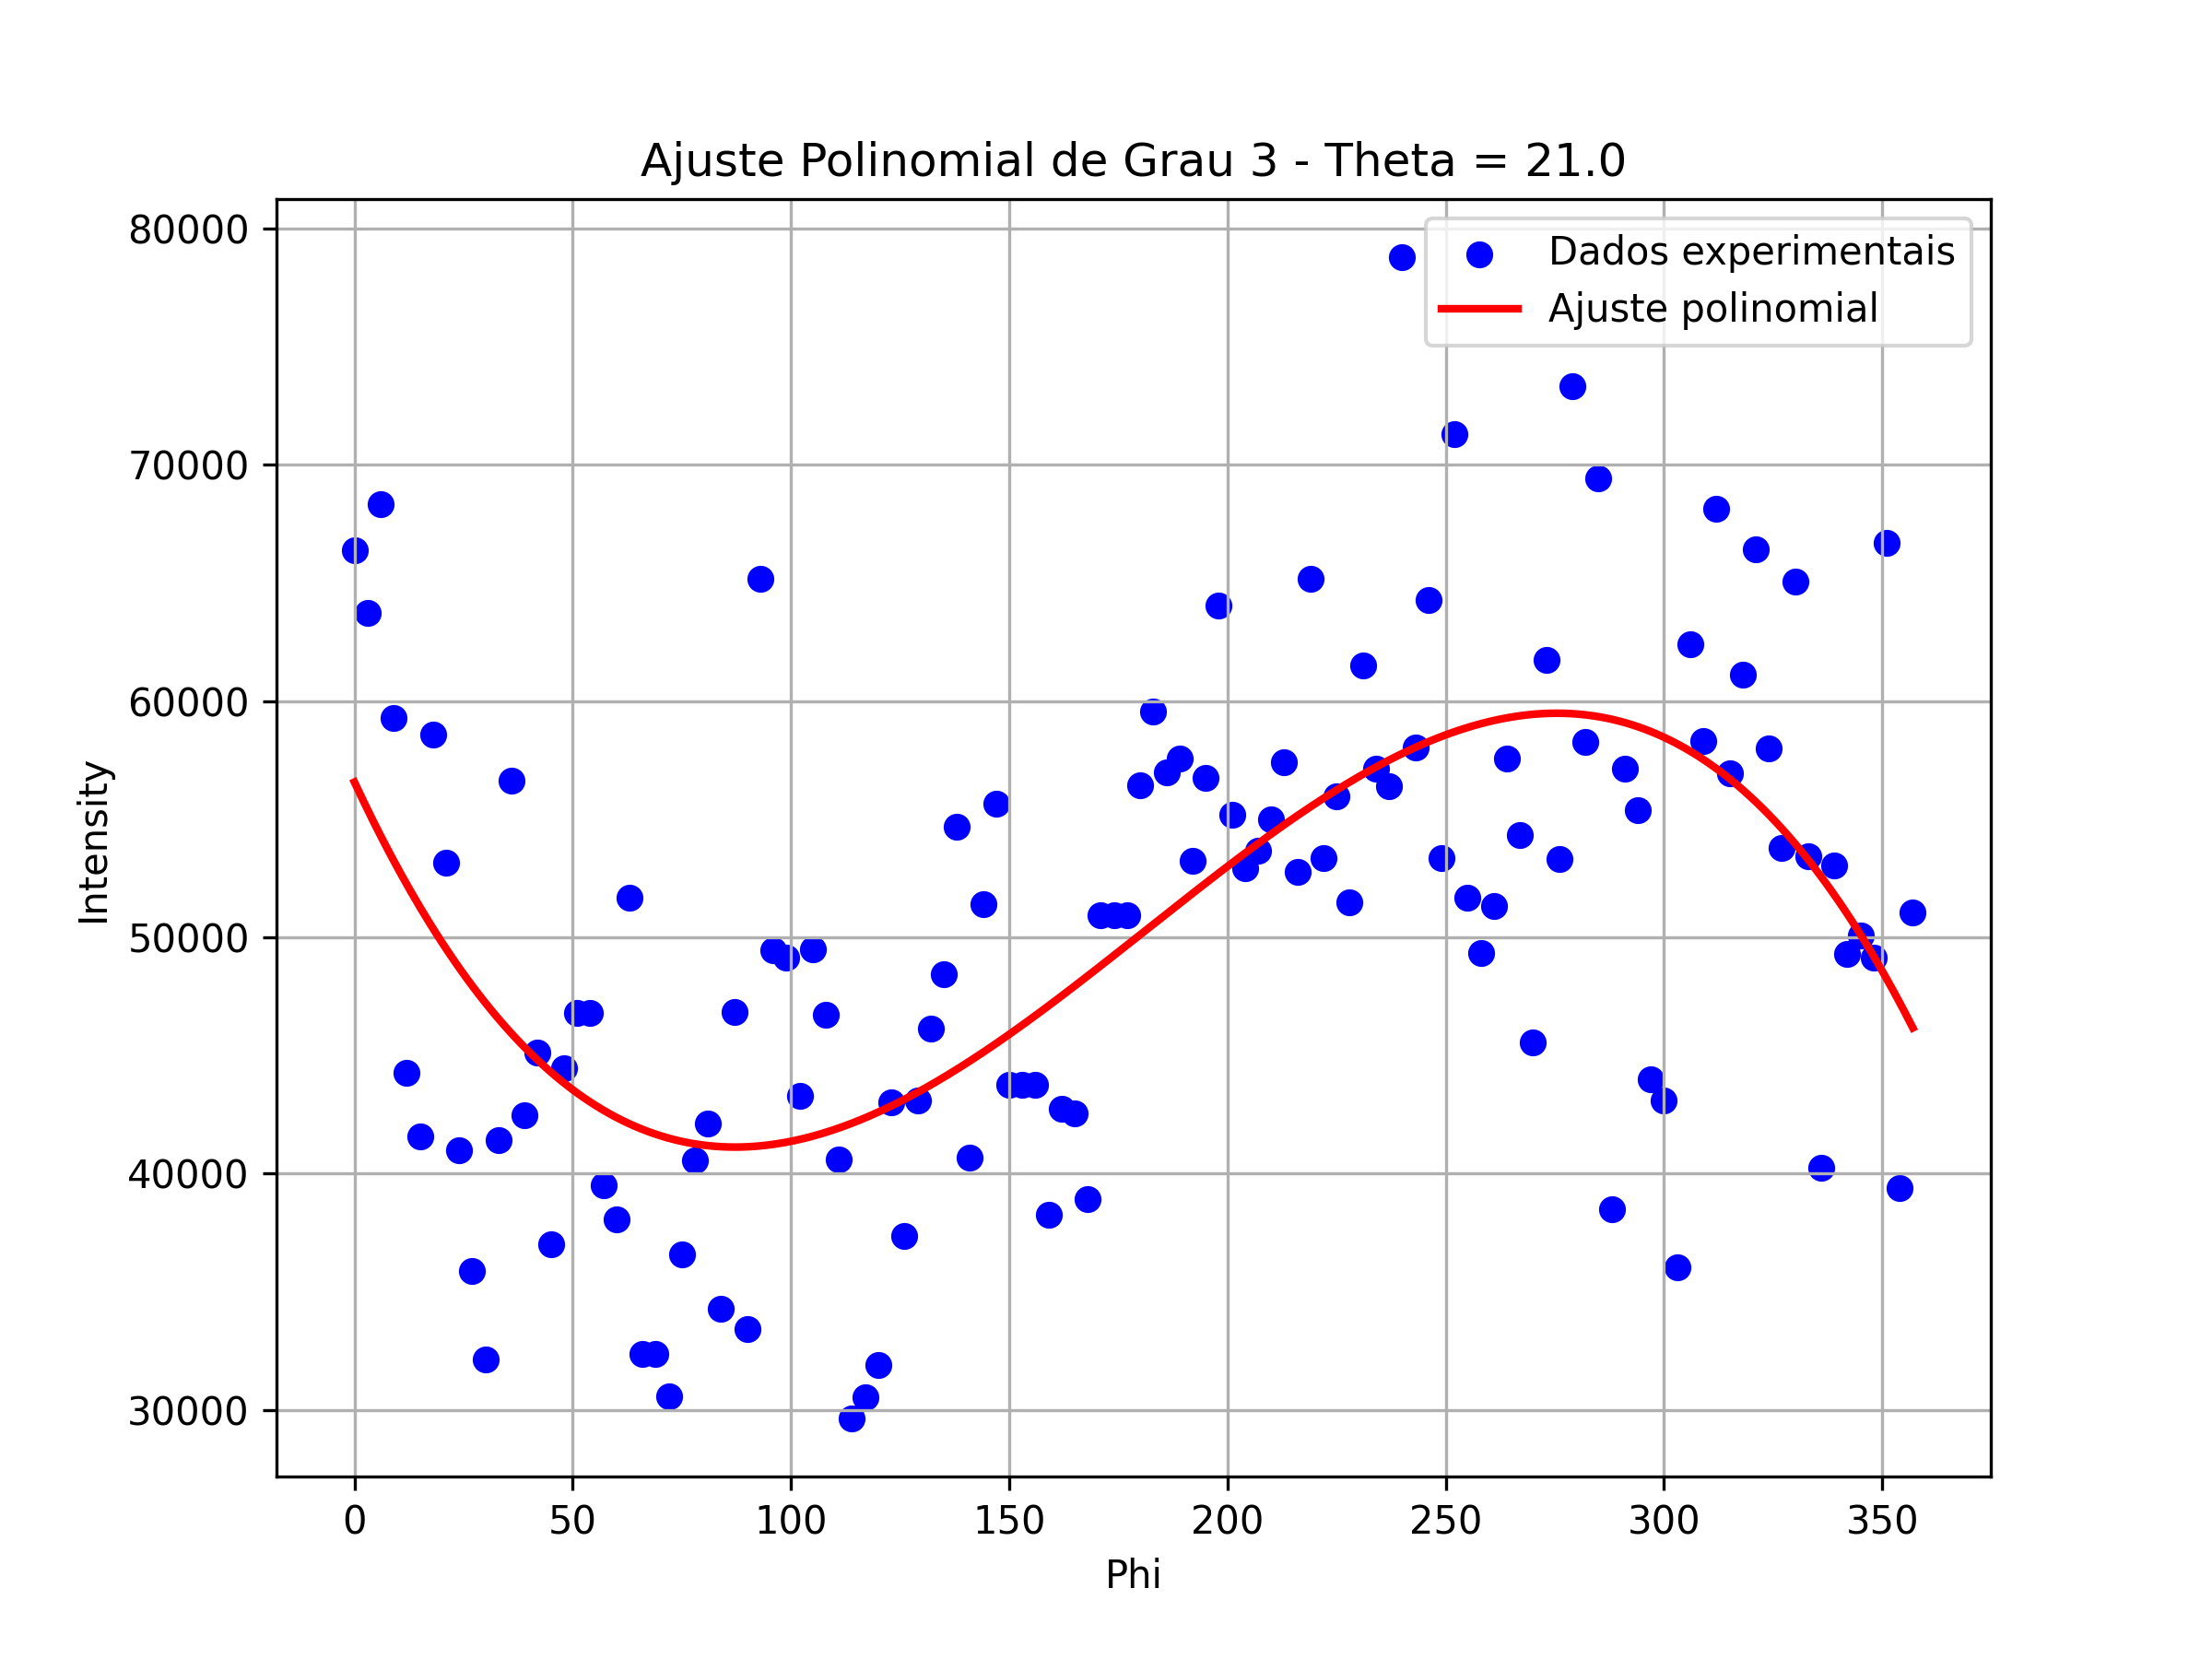 Ajuste Polinomial de Grau 3 - Theta = 21.0
80000
70000
60000
50000
40000
30000
Intensity
Dados experimentais
Ajuste polinomial
0 50 100 150 200 250 300 350
Phi